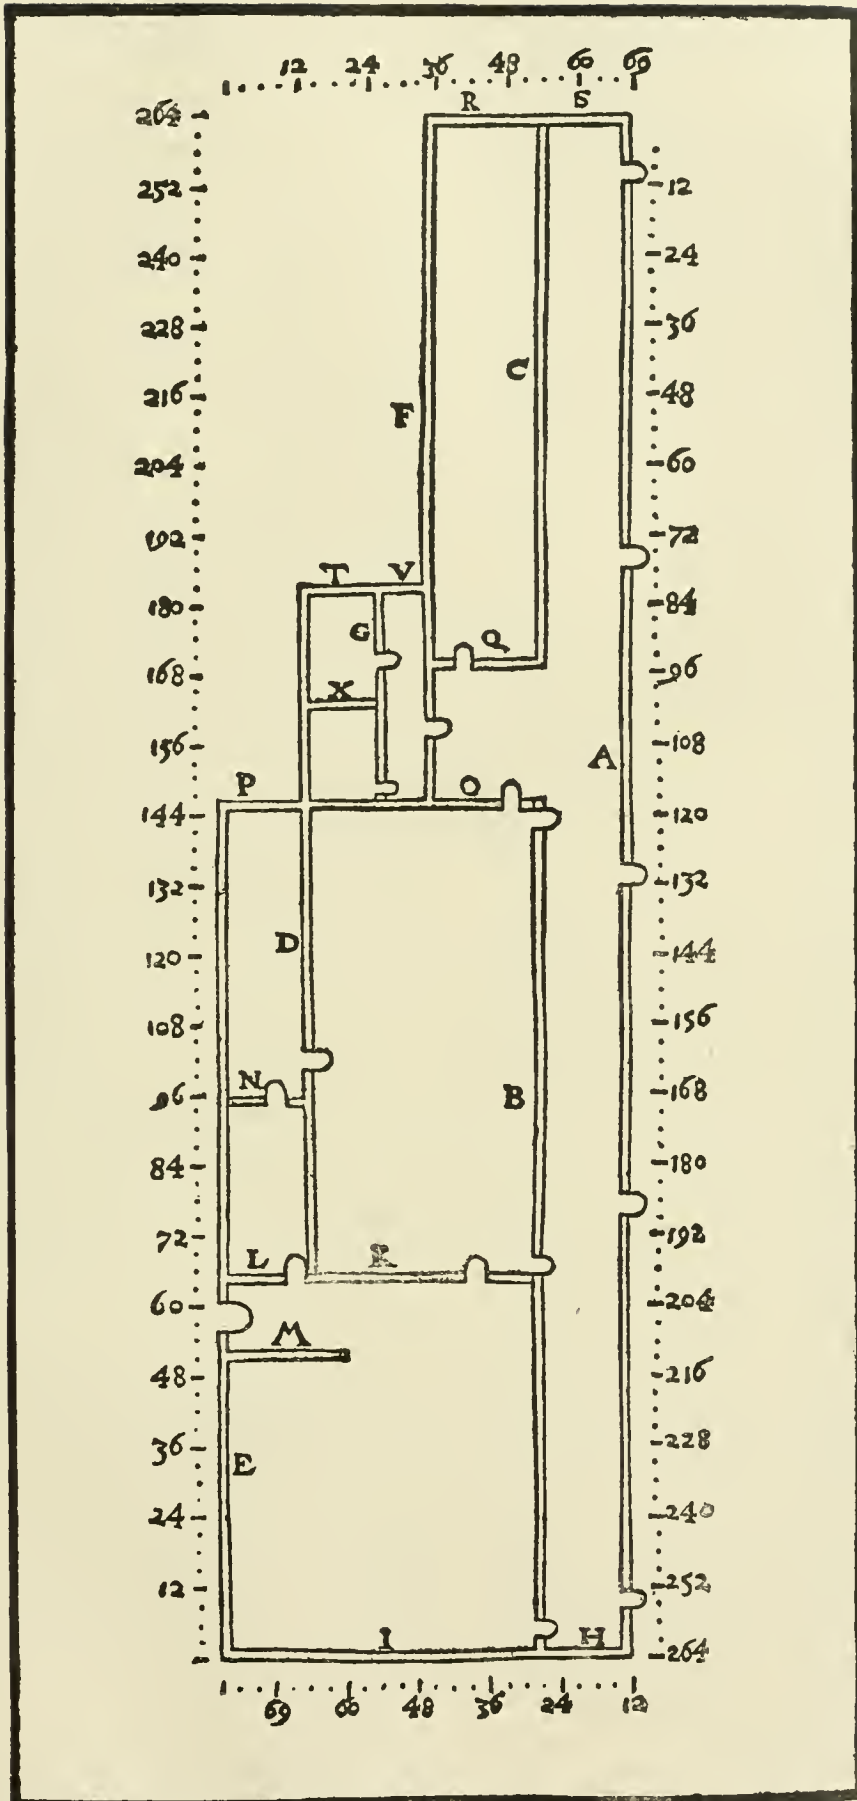 12 24 36 48 60 69
R S
264
252 12
240 24
228 36
C
216 48
F
204 60
192 72
T V
180 84
G Q
168 96
X
156 108
A
P O
144 120
132 132
D
120 144
108 156
N
96 168
B
84 180
72 192
L K
60 204
M
48 216
36 228
E
24 240
12 252
I H
264
69 60 48 36 24 12